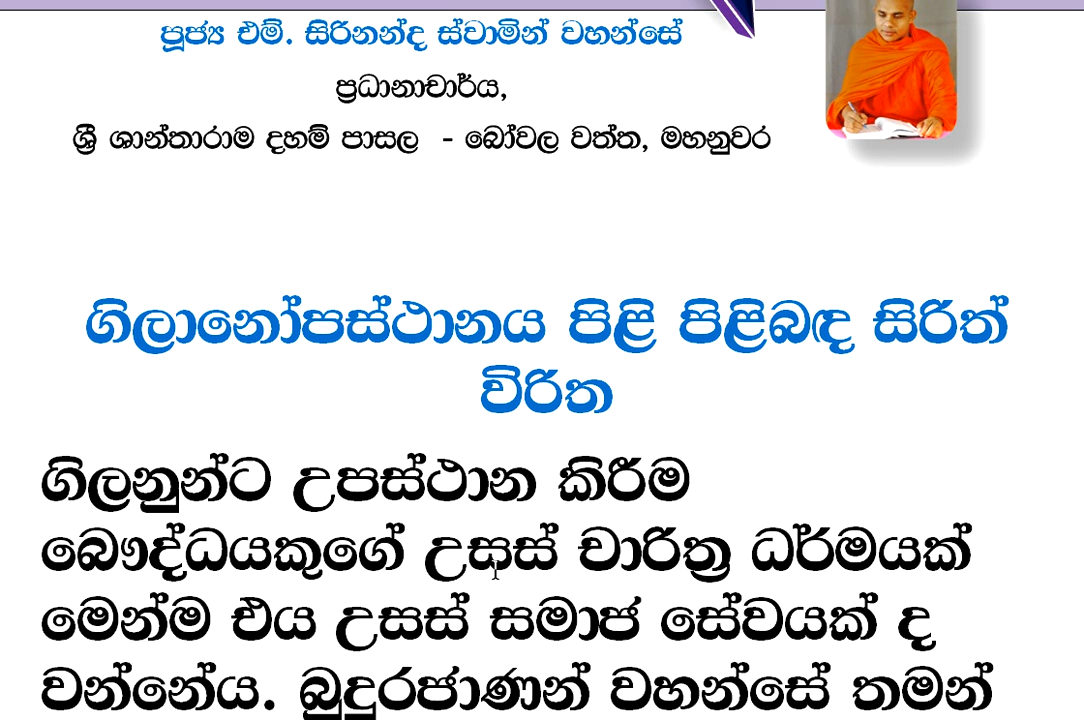 පූජ්‍ය එම්. සිරිනන්ද ස්වාමින් වහන්සේ
ප්‍රධානාචාර්ය,
ශ්‍රී ශාන්තාරාම දහම් පාසල - බෝවල වත්ත, මහනුවර
ගිලානෝපස්ථානය පිළි පිළිබඳ සිරිත්
විරිත
ගිලනුන්ට උපස්ථාන කිරීම
බෞද්ධයකුගේ උසස් චාරිත්‍ර ධර්මයක්
මෙන්ම එය උසස් සමාජ සේවයක් ද
වන්නේය. බුදුරජාණන් වහන්සේ තමන්